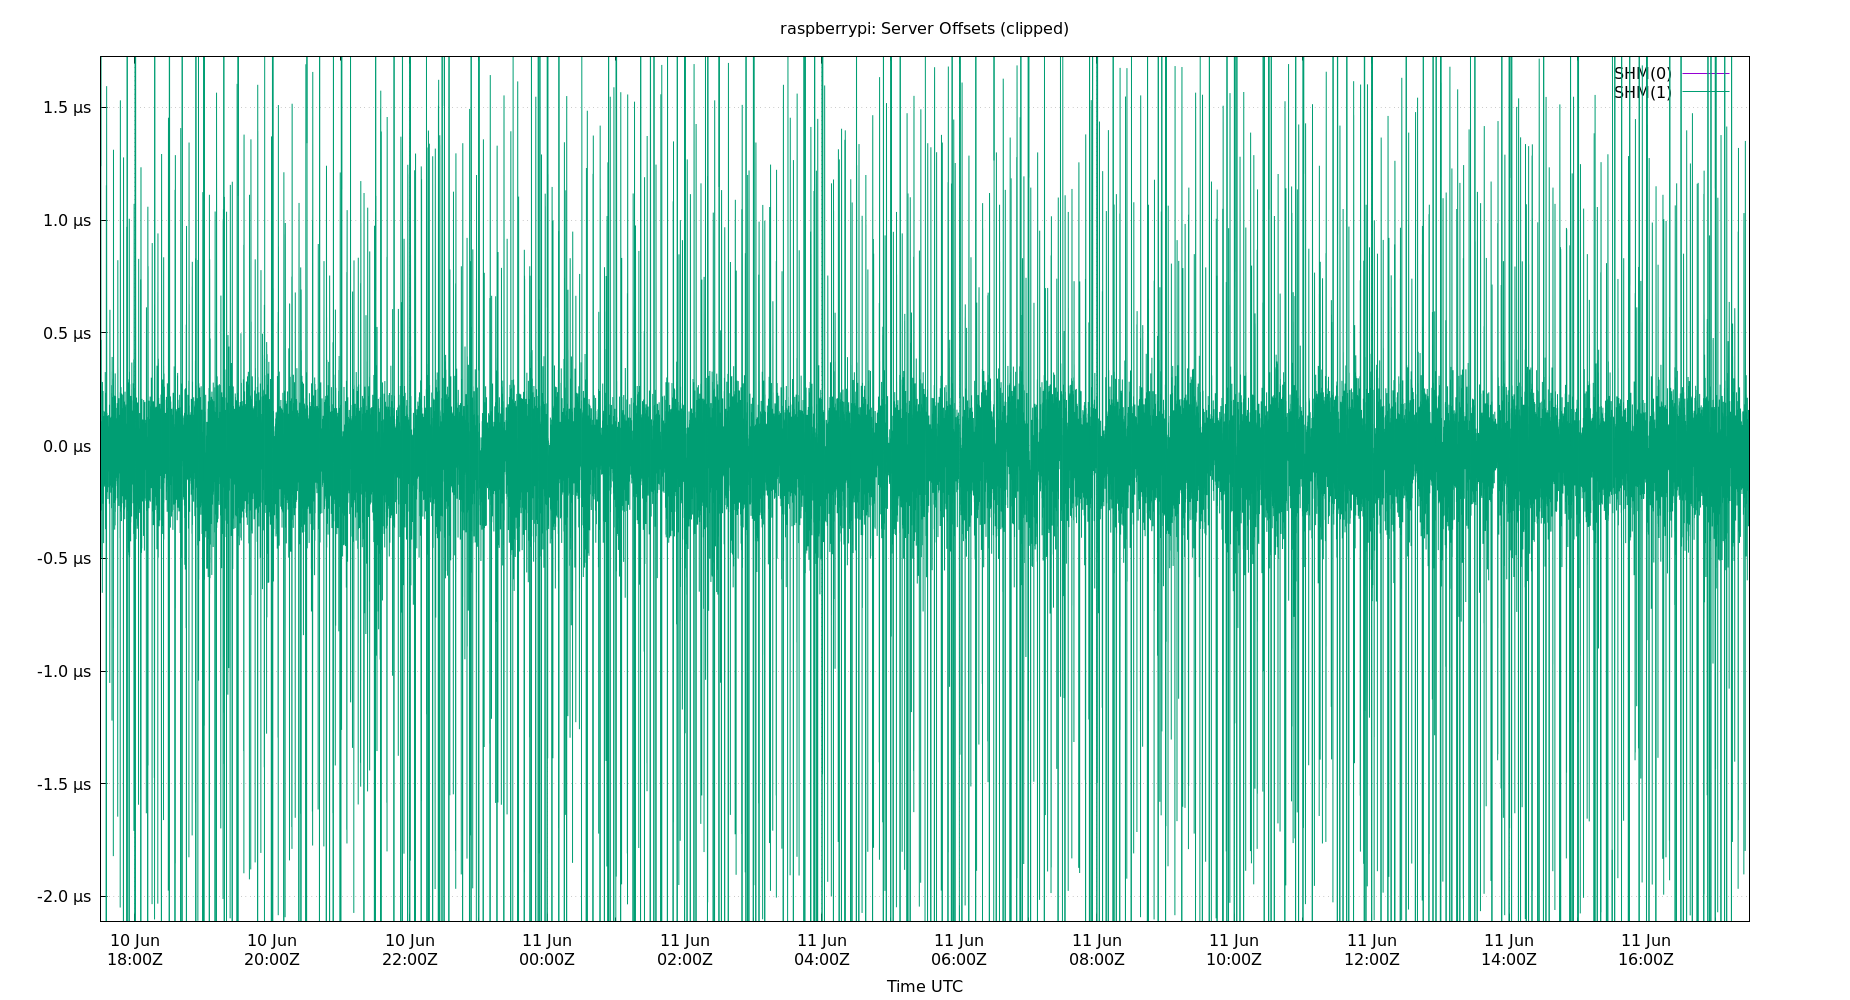 raspberrypi: Server Offsets (clipped)
SHM(0)
SHM(1)
1.5 µs
1.0 µs
0.5 µs
0.0 µs
-0.5 µs
-1.0 µs
-1.5 µs
-2.0 µs
10 Jun 10 Jun 10 Jun 11 Jun 11 Jun 11 Jun 11 Jun 11 Jun 11 Jun 11 Jun 11 Jun 11 Jun
18:00Z 20:00Z 22:00Z 00:00Z 02:00Z 04:00Z 06:00Z 08:00Z 10:00Z 12:00Z 14:00Z 16:00Z
Time UTC